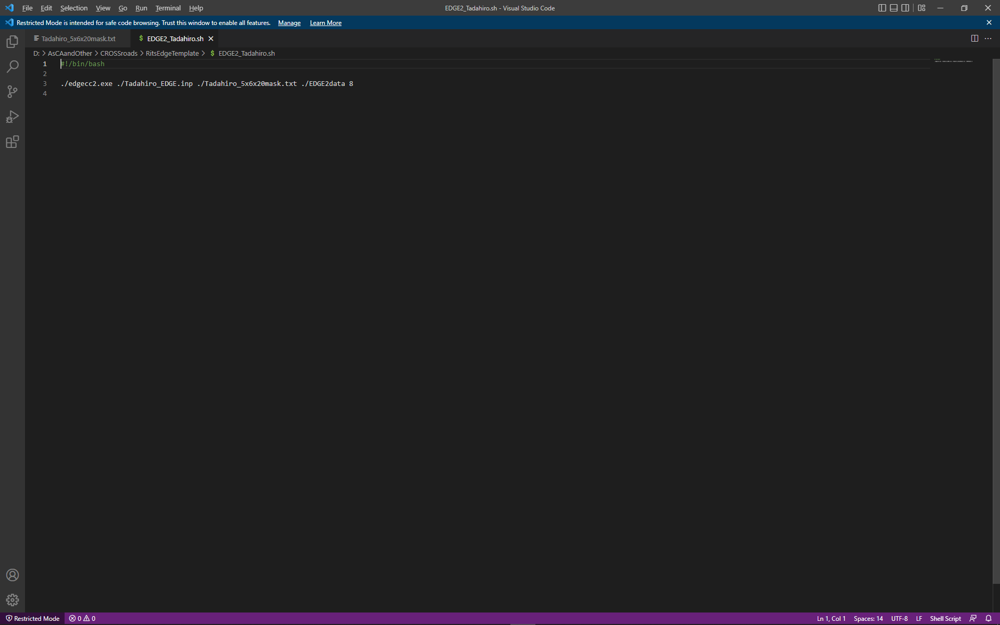 File Edit Selection View Go Run Terminal Help
EDGE2_Tadahiro.sh - Visual Studio Code
Restricted Mode is intended for safe code browsing. Trust this window to enable all features. Manage Learn More
Tadahiro_5x6x20mask.txt
$ EDGE2_Tadahiro.sh
D: > AsCAandOther > CROSSroads > RitsEdgeTemplate > $ EDGE2_Tadahiro.sh
1 #!/bin/bash
2
3 ./edgecc2.exe ./Tadahiro_EDGE.inp ./Tadahiro_5x6x20mask.txt ./EDGE2data 8
4
Restricted Mode 0 0
Ln 1, Col 1 Spaces: 14 UTF-8 LF Shell Script